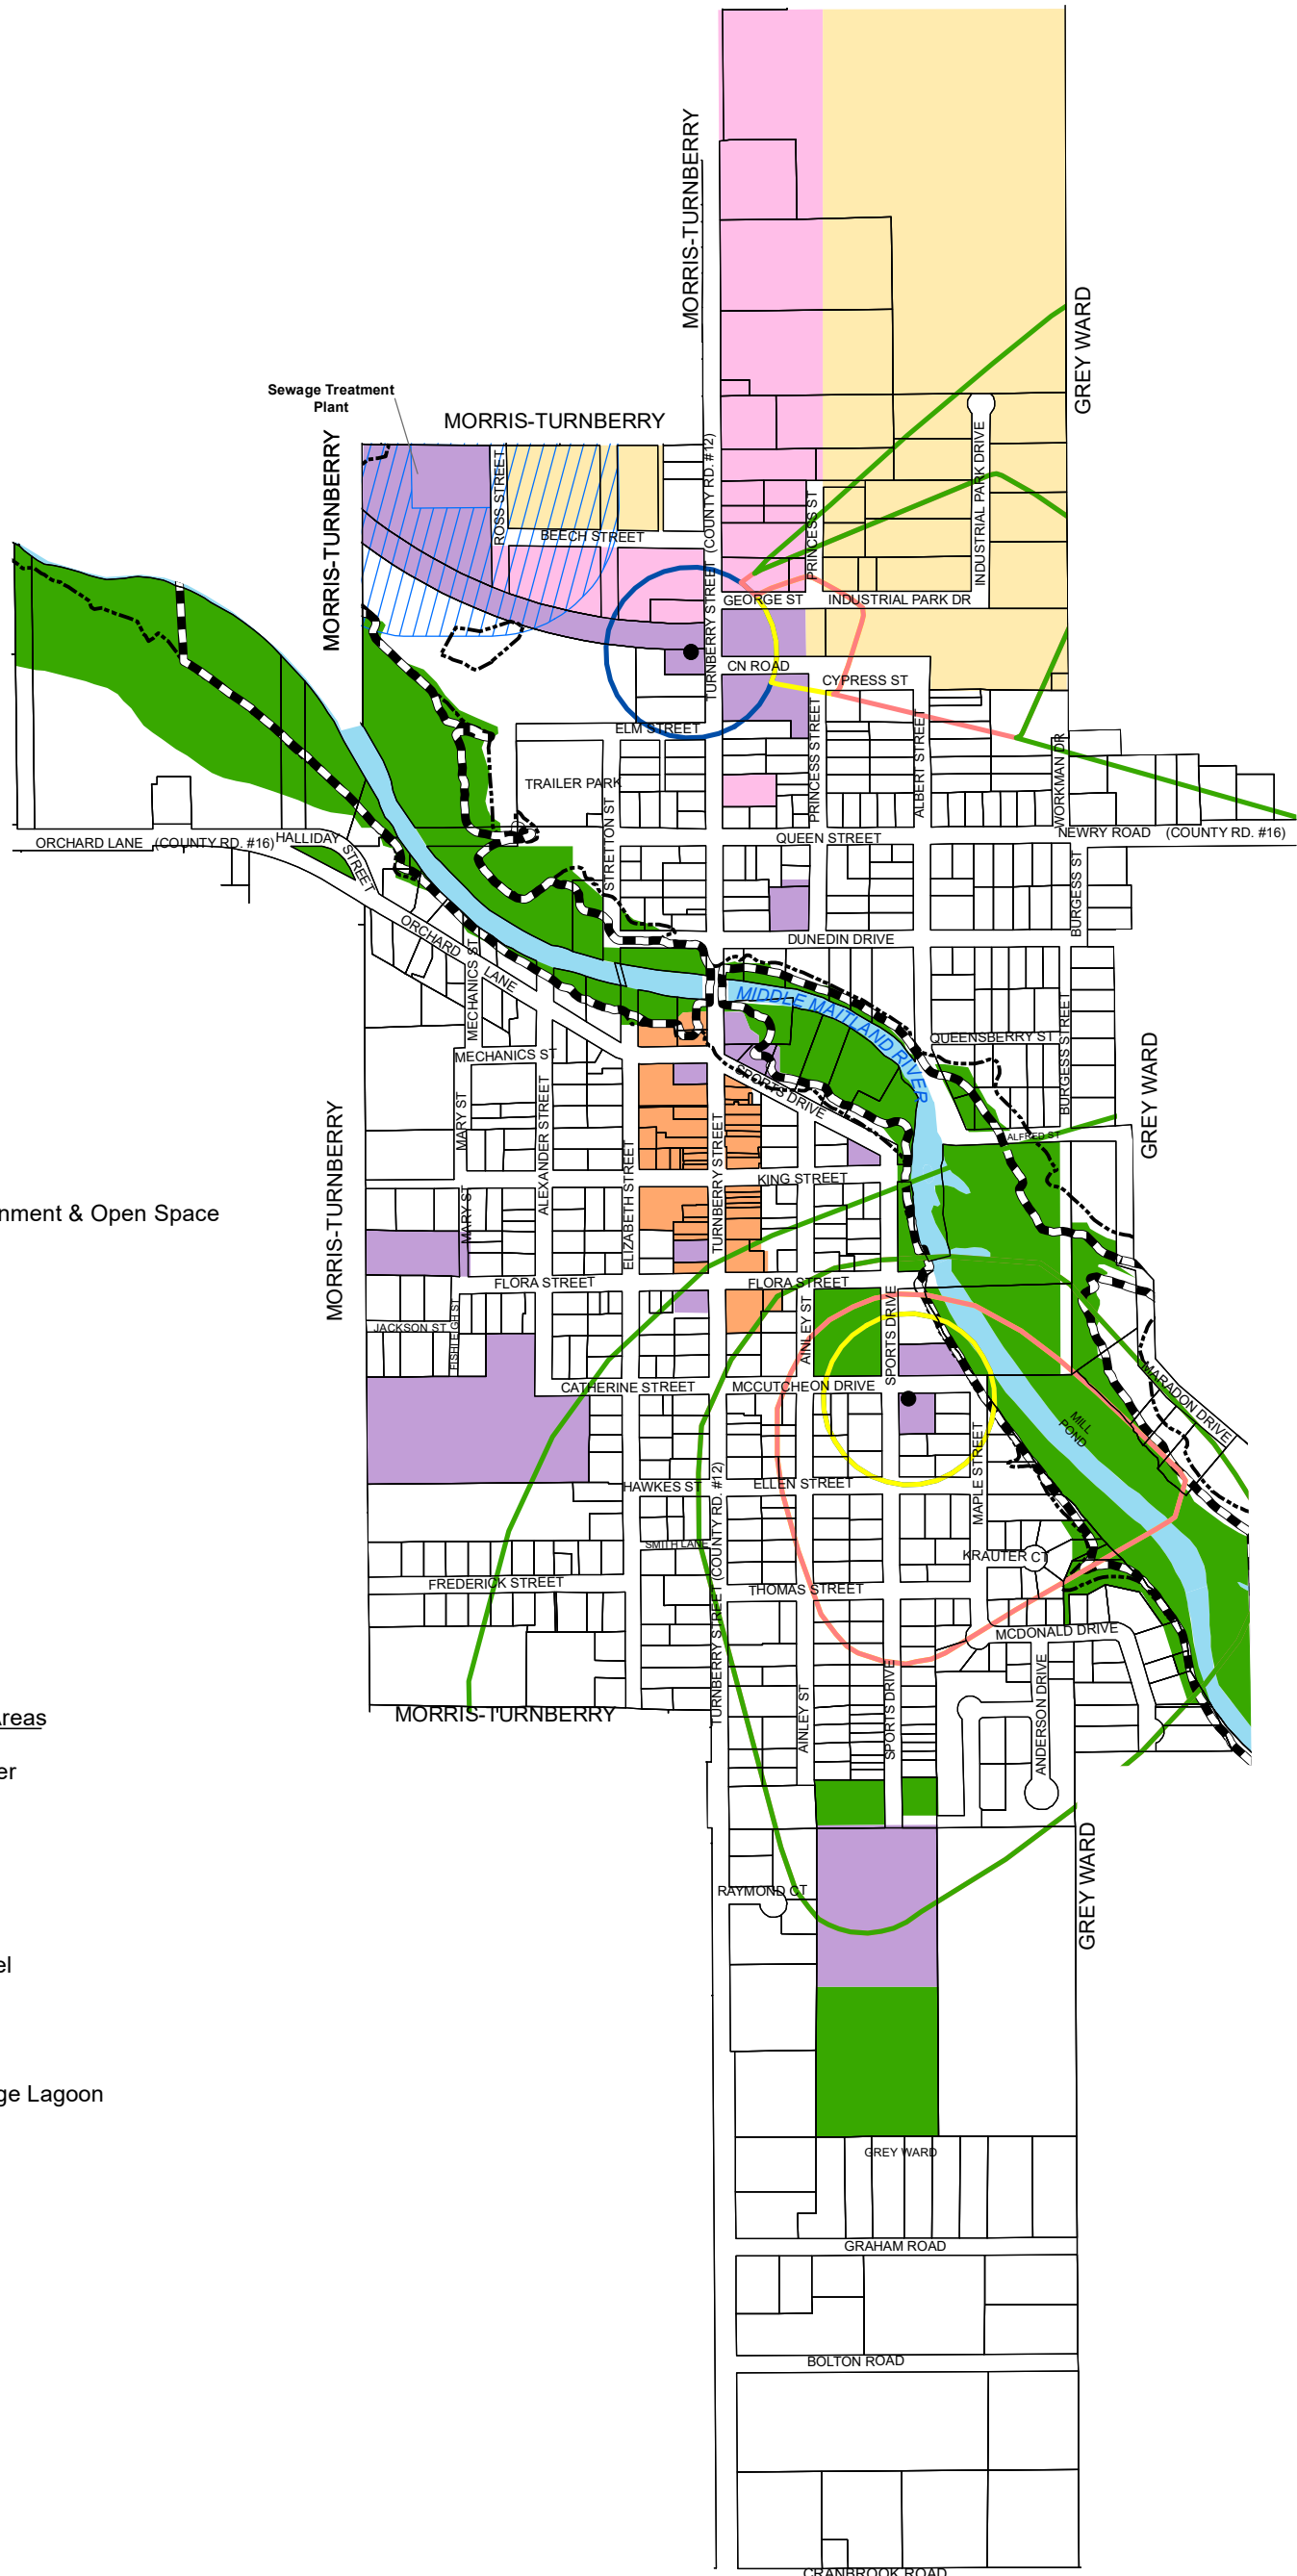 MORRIS-TURNBERRY
GREY WARD
Sewage Treatment
Plant
MORRIS-TURNBERRY
MORRIS-TURNBERRY
ROSS STREET
BEECH STREET
TURNBERRY STREET (COUNTY RD. #12)
PRINCESS ST
INDUSTRIAL PARK DRIVE
GEORGE ST
INDUSTRIAL PARK DR
CN ROAD
CYPRESS ST
ELM STREET
PRINCESS STREET
ALBERT STREET
WORKMAN DR
TRAILER PARK
STRETTON ST
QUEEN STREET
NEWRY ROAD (COUNTY RD. #16)
ORCHARD LANE (COUNTY RD. #16)
HALLIDAY STREET
BURGESS ST
ORCHARD LANE
DUNEDIN DRIVE
MECHANICS ST
MIDDLE MAITLAND RIVER
QUEENSBERRY ST
BURGESS STREET
GREY WARD
MECHANICS ST
SPORTS DRIVE
MARY ST
ALEXANDER STREET
ELIZABETH STREET
TURNBERRY STREET
ALFRED ST
MORRIS-TURNBERRY
KING STREET
MARY ST
nment & Open Space
FLORA STREET
FLORA STREET
JACKSON ST
FISHLEIGH ST
AINLEY ST
SPORTS DRIVE
CATHERINE STREET
MCCUTCHEON DRIVE
MARADON DRIVE
MILL
POND
MAPLE STREET
HAWKES ST
ELLEN STREET
TURNBERRY STREET (COUNTY RD. #12)
SMITH LANE
KRAUTER CT
FREDERICK STREET
THOMAS STREET
MCDONALD DRIVE
AINLEY ST
SPORTS DRIVE
ANDERSON DRIVE
MORRIS-TURNBERRY
Areas
er
GREY WARD
RAYMOND CT
el
ge Lagoon
GREY WARD
GRAHAM ROAD
BOLTON ROAD
CRANBROOK ROAD